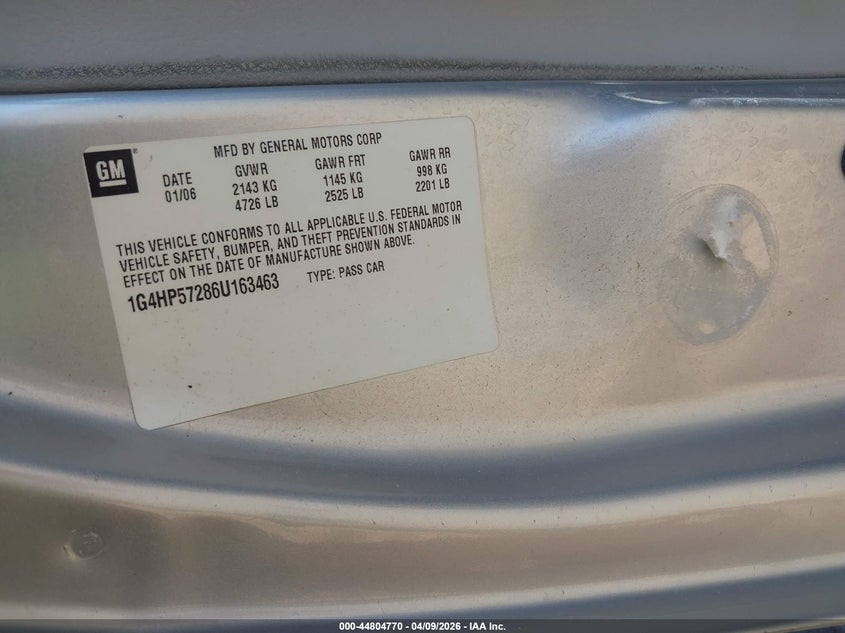 GM
MFD BY GENERAL MOTORS CORP
DATE GVWR GAWR FRT GAWR RR
01/06 2143 KG 1145 KG 998 KG
4726 LB 2525 LB 2201 LB
THIS VEHICLE CONFORMS TO ALL APPLICABLE U.S. FEDERAL MOTOR
VEHICLE SAFETY, BUMPER, AND THEFT PREVENTION STANDARDS IN
EFFECT ON THE DATE OF MANUFACTURE SHOWN ABOVE.
1G4HP57286U163463 TYPE: PASS CAR
000-44804770 04/09/2026 - IAA Inc.